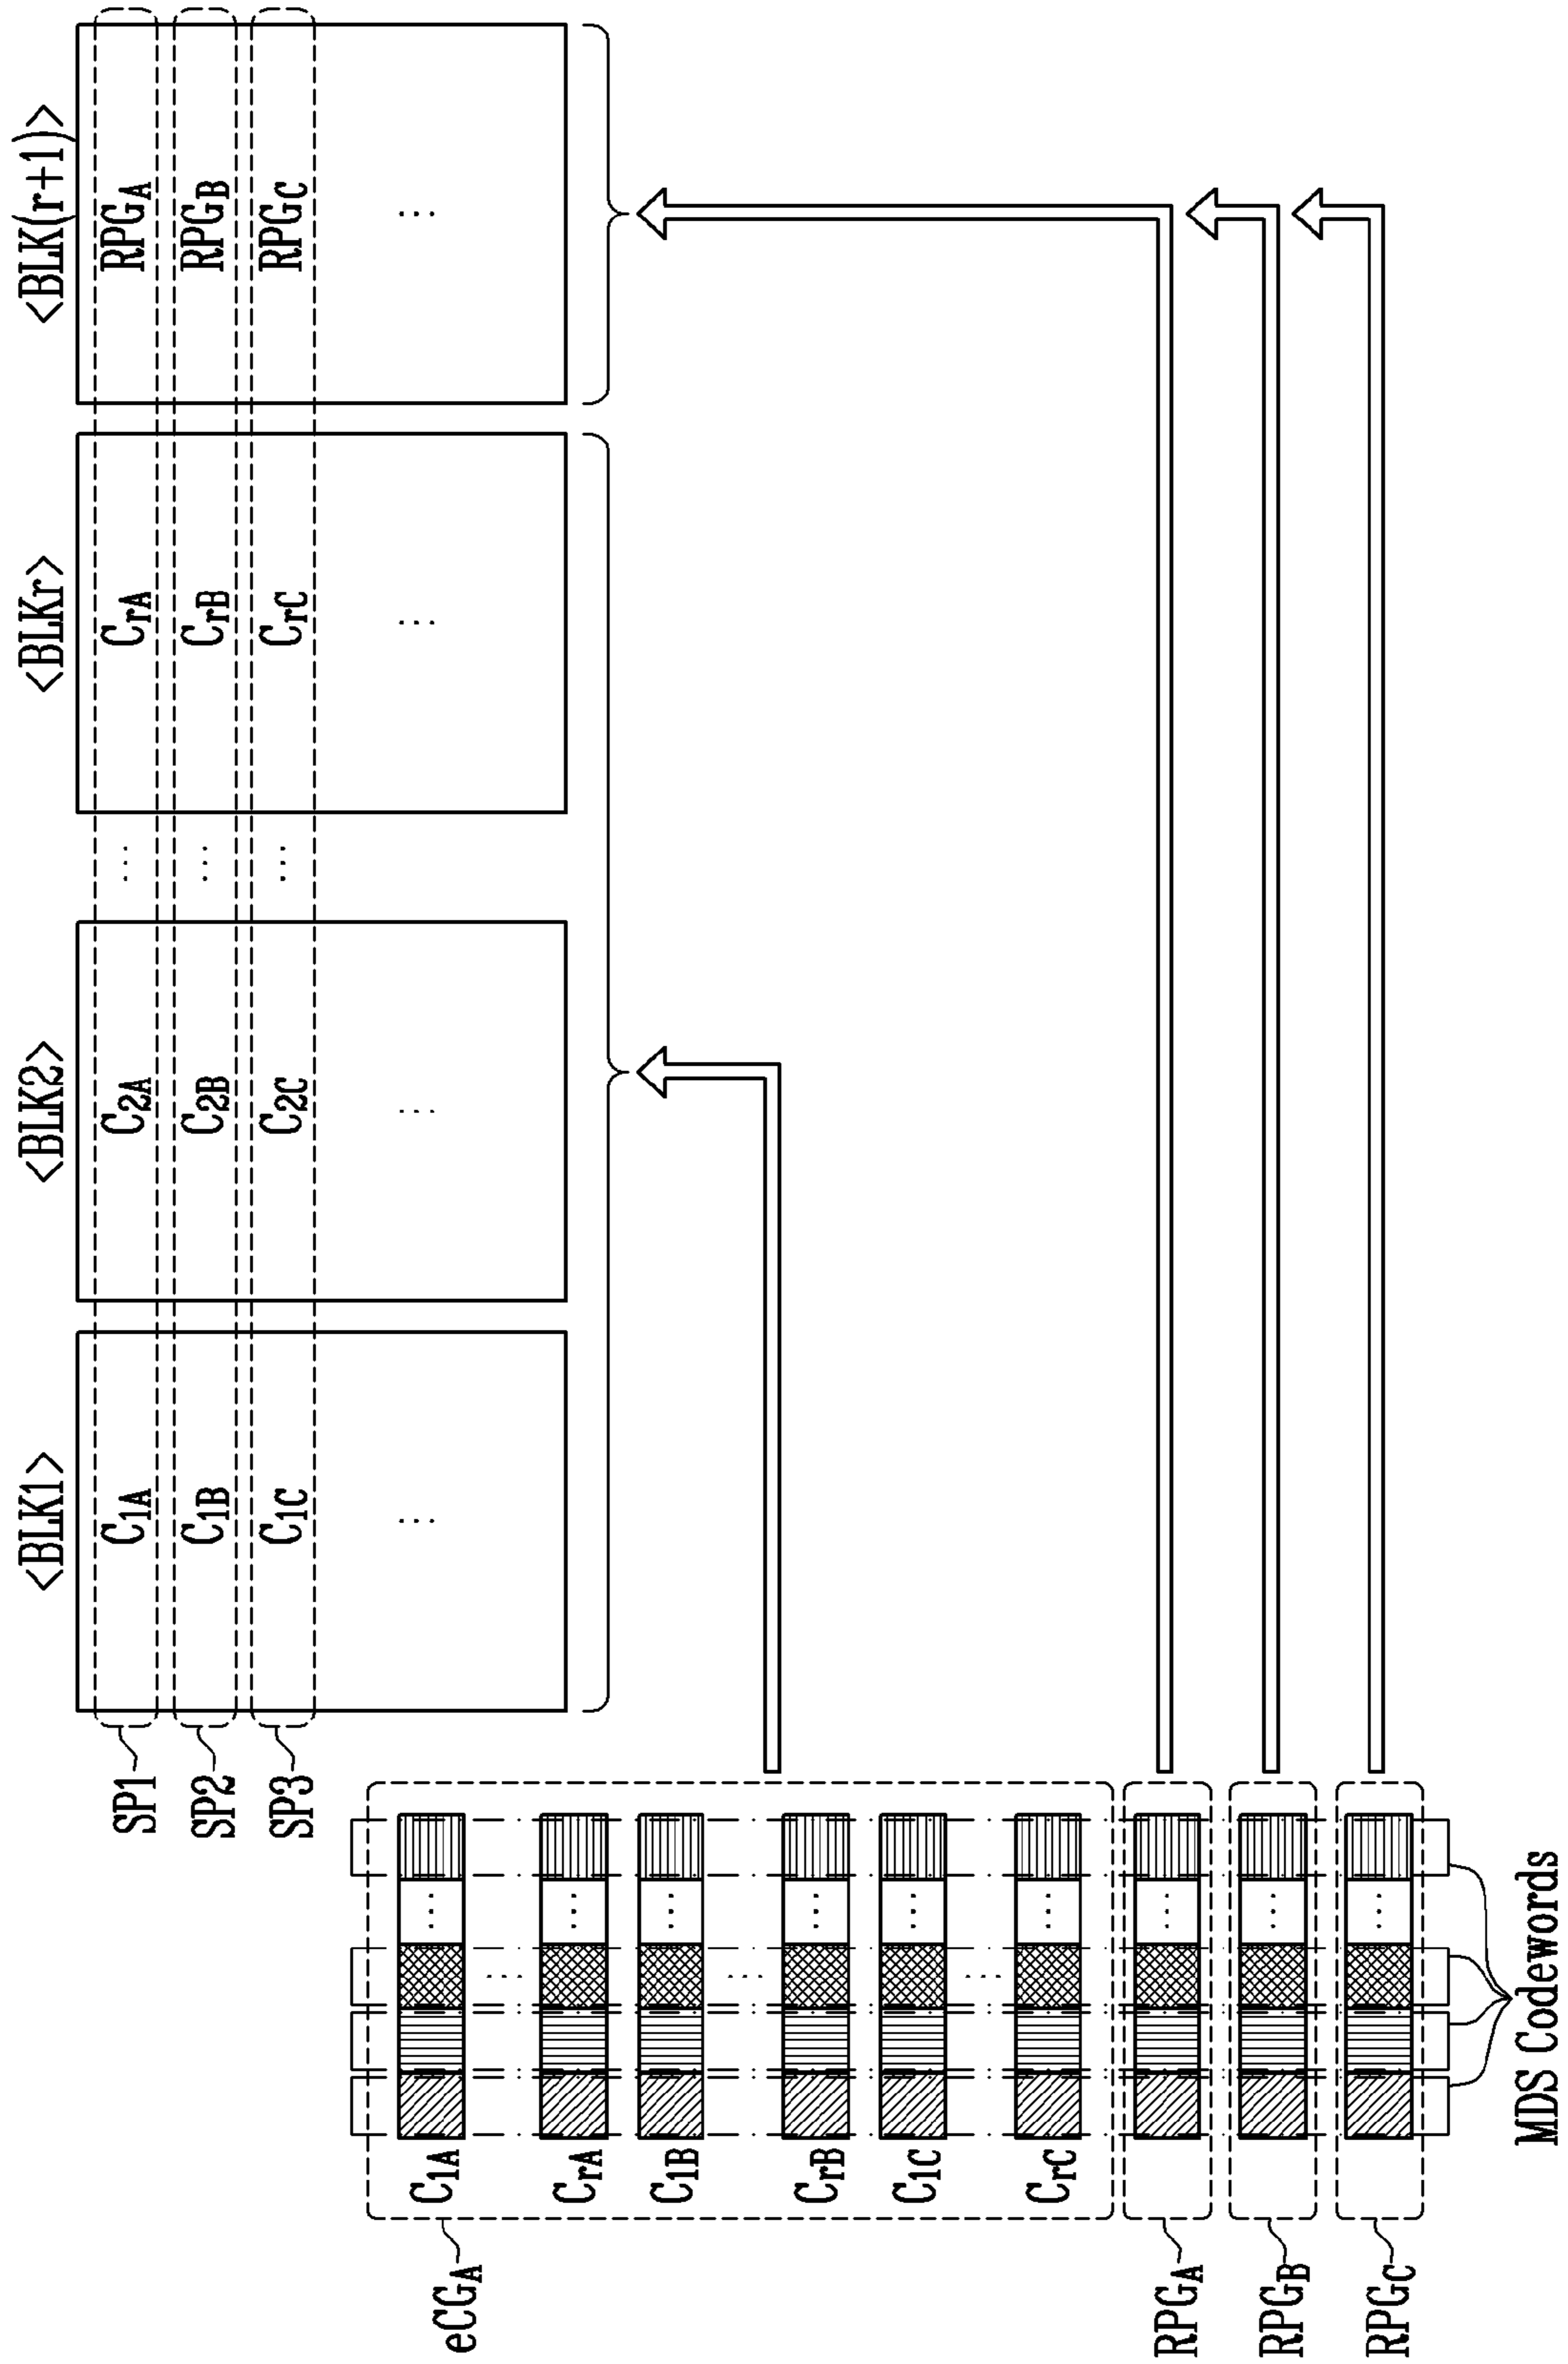 <BLK1> <BLK2> <BLKr> <BLK(r+1)>
SP1 C1A C2A ... CrA RPGA
SP2 C1B C2B ... CrB RPGB
SP3 C1C C2C ... CrC RPGC
... ... ... ...
eCGA
C1A ...
...
CrA ...
C1B ...
...
CrB ...
C1C ...
...
CrC ...
RPGA ...
RPGB ...
RPGC ...
MDS Codewords